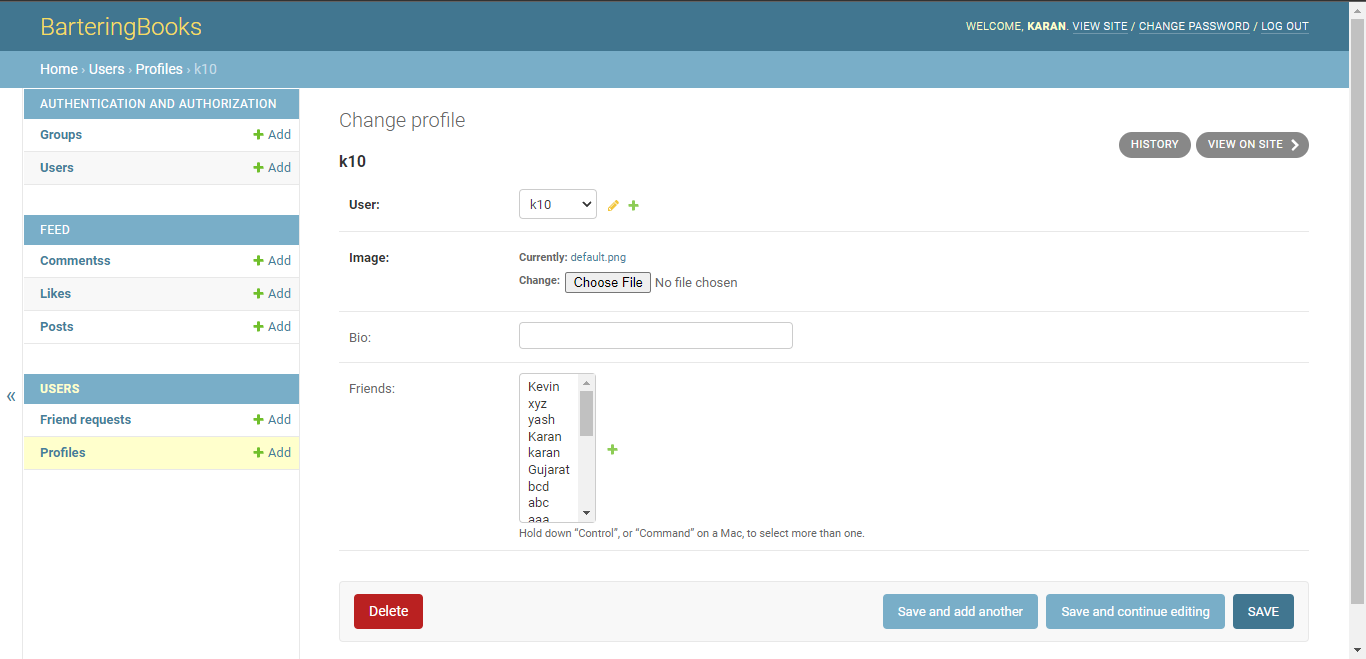 BarteringBooks
WELCOME, KARAN. VIEW SITE / CHANGE PASSWORD / LOG OUT
Home › Users › Profiles › k10
AUTHENTICATION AND AUTHORIZATION
Groups + Add
Users + Add
FEED
Commentss + Add
Likes + Add
Posts + Add
«
USERS
Friend requests + Add
Profiles + Add
Change profile
HISTORY
VIEW ON SITE
k10
User: k10
Image: Currently: default.png
Change: Choose File No file chosen
Bio:
Friends:
Kevin
xyz
yash
Karan
karan
Gujarat
bcd
abc
aaa
Hold down “Control”, or “Command” on a Mac, to select more than one.
Delete Save and add another Save and continue editing SAVE